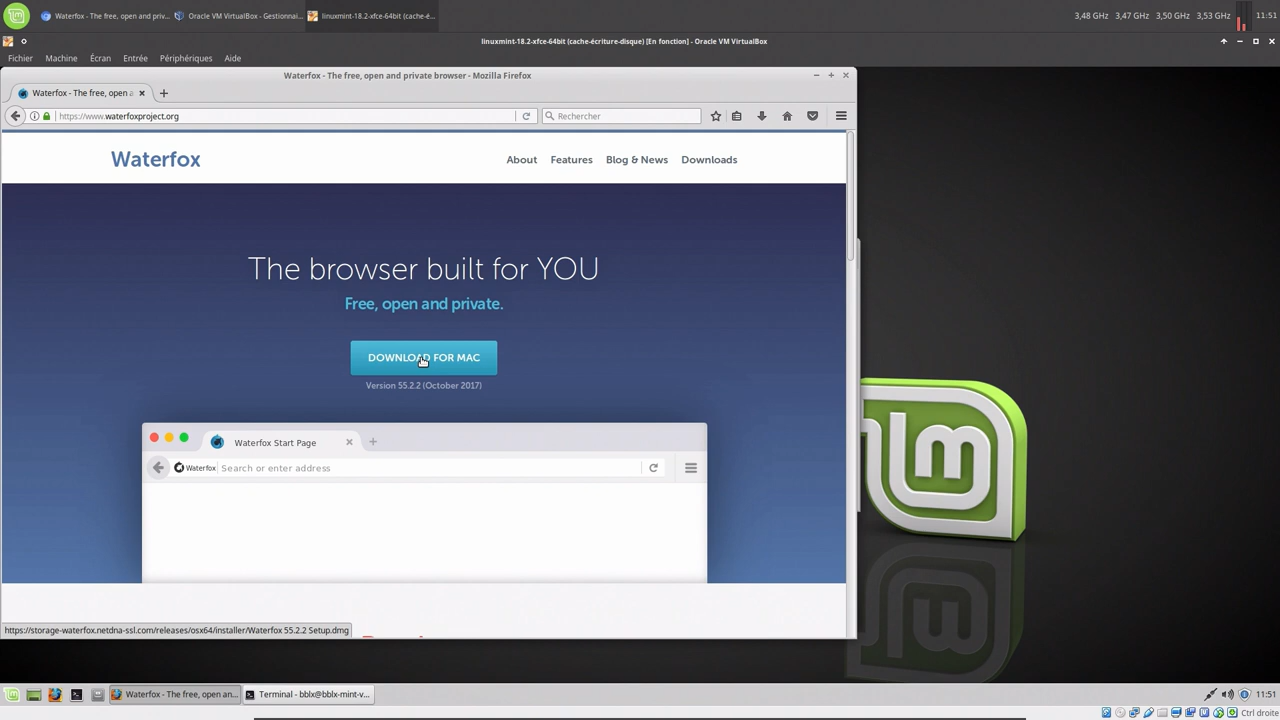 Waterfox - The free, open and priv...
Oracle VM VirtualBox - Gestionnai...
linuxmint-18.2-xfce-64bit (cache-é...
3,48 GHz
3,47 GHz
3,50 GHz
3,53 GHz
11:51
linuxmint-18.2-xfce-64bit (cache-écriture-disque) [En fonction] - Oracle VM VirtualBox
Fichier Machine Écran Entrée Périphériques Aide
Waterfox - The free, open and private browser - Mozilla Firefox
Waterfox - The free, open a
https://www.waterfoxproject.org
Rechercher
Waterfox
About Features Blog & News Downloads
The browser built for YOU
Free, open and private.
DOWNLOAD FOR MAC
Version 55.2.2 (October 2017)
Waterfox Start Page
Waterfox
Search or enter address
https://storage-waterfox.netdna-ssl.com/releases/osx64/installer/Waterfox 55.2.2 Setup.dmg
Waterfox - The free, open an...
Terminal - bblx@bblx-mint-v...
11:51
Ctrl droite